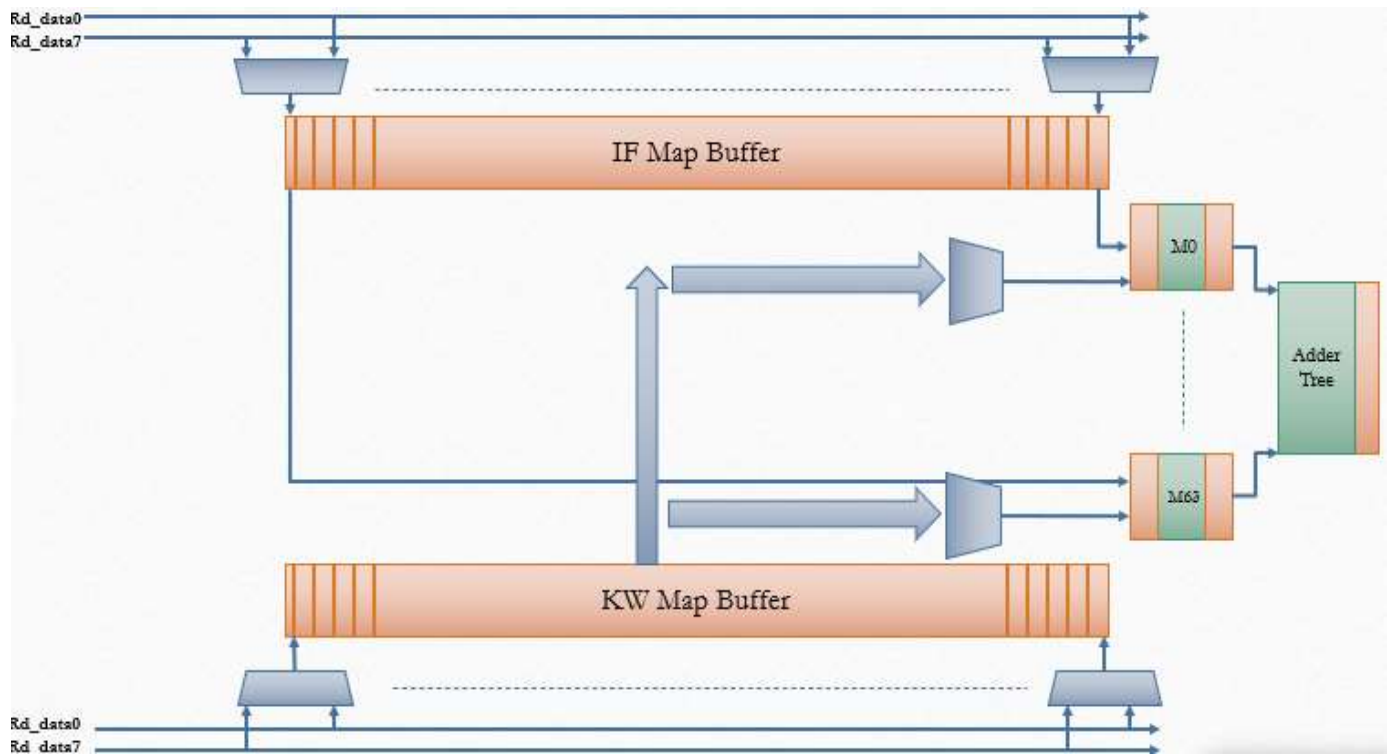 Rd_data0
Rd_data7
IF Map Buffer
M0
Adder
Tree
M63
KW Map Buffer
Rd_data0
Rd_data7